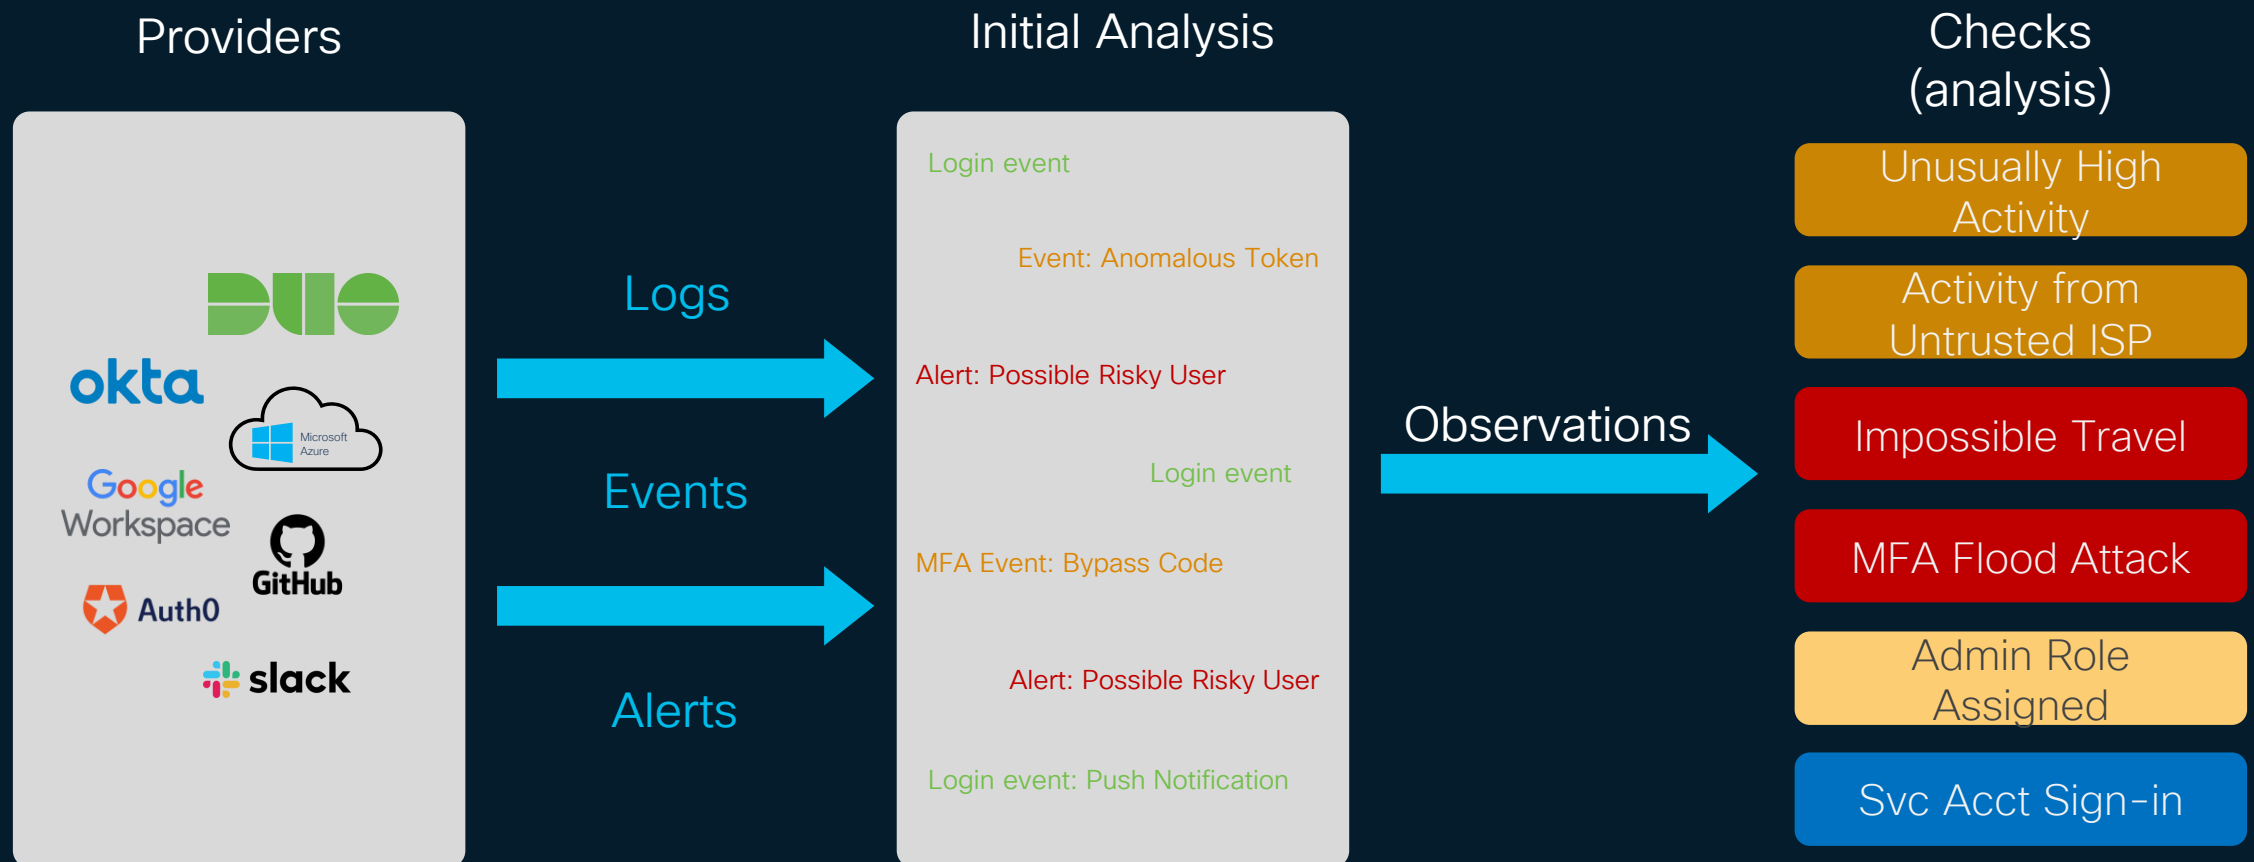 Providers
DUO
okta
Microsoft
Azure
Google
Workspace
GitHub
Auth0
slack
Logs
Events
Alerts
Initial Analysis
Login event
Event: Anomalous Token
Alert: Possible Risky User
Login event
MFA Event: Bypass Code
Alert: Possible Risky User
Login event: Push Notification
Observations
Checks
(analysis)
Unusually High
Activity
Activity from
Untrusted ISP
Impossible Travel
MFA Flood Attack
Admin Role
Assigned
Svc Acct Sign-in